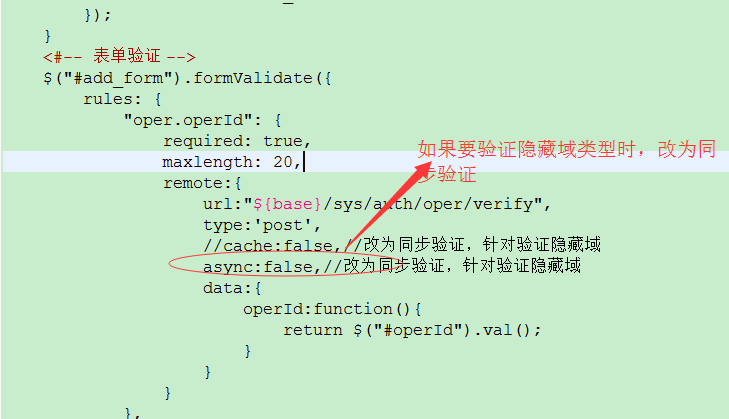 });
}
<#-- 表单验证 -->
$("#add_form").formValidate({
rules: {
"oper.operId": {
required: true,
maxlength: 20,
如果要验证隐藏域类型时，改为同
步验证
remote:{
url:"${base}/sys/auth/oper/verify",
type:'post',
//cache:false,//改为同步验证，针对验证隐藏域
async:false,//改为同步验证，针对验证隐藏域
data:{
operId:function(){
return $("#operId").val();
}
}
}
},